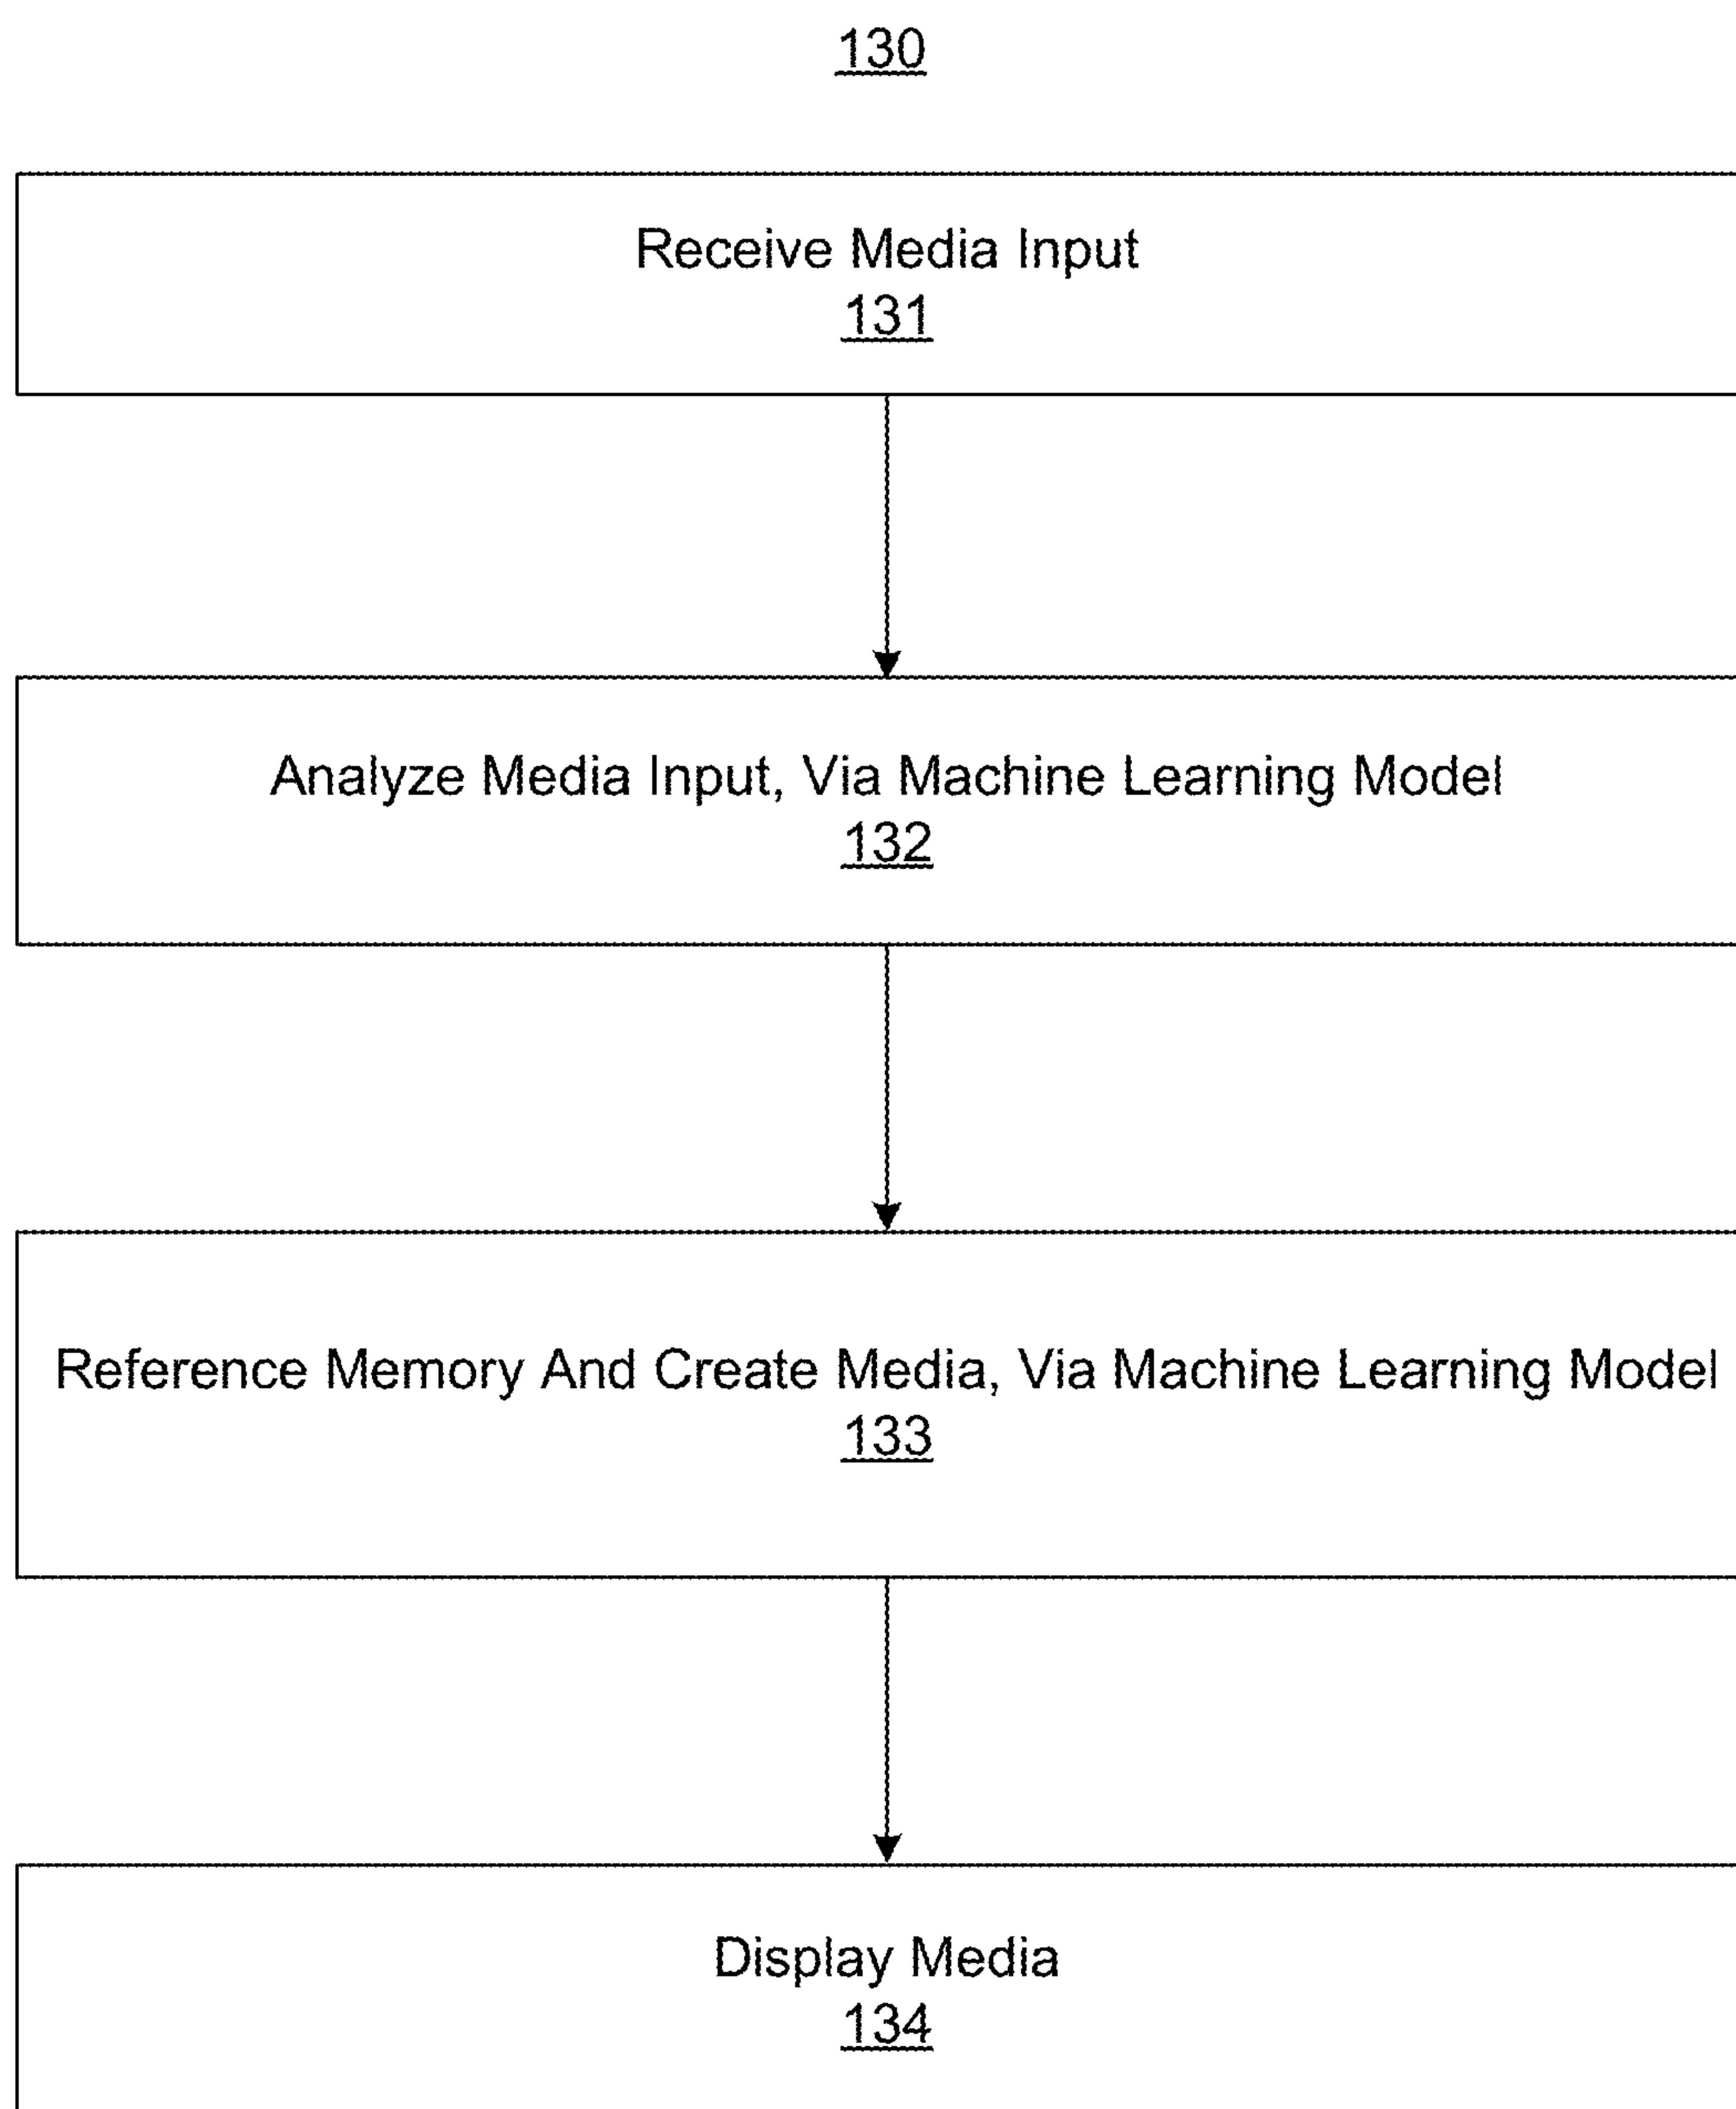 130
Receive Media Input
131
Analyze Media Input, Via Machine Learning Model
132
Reference Memory And Create Media, Via Machine Learning Model
133
Display Media
134